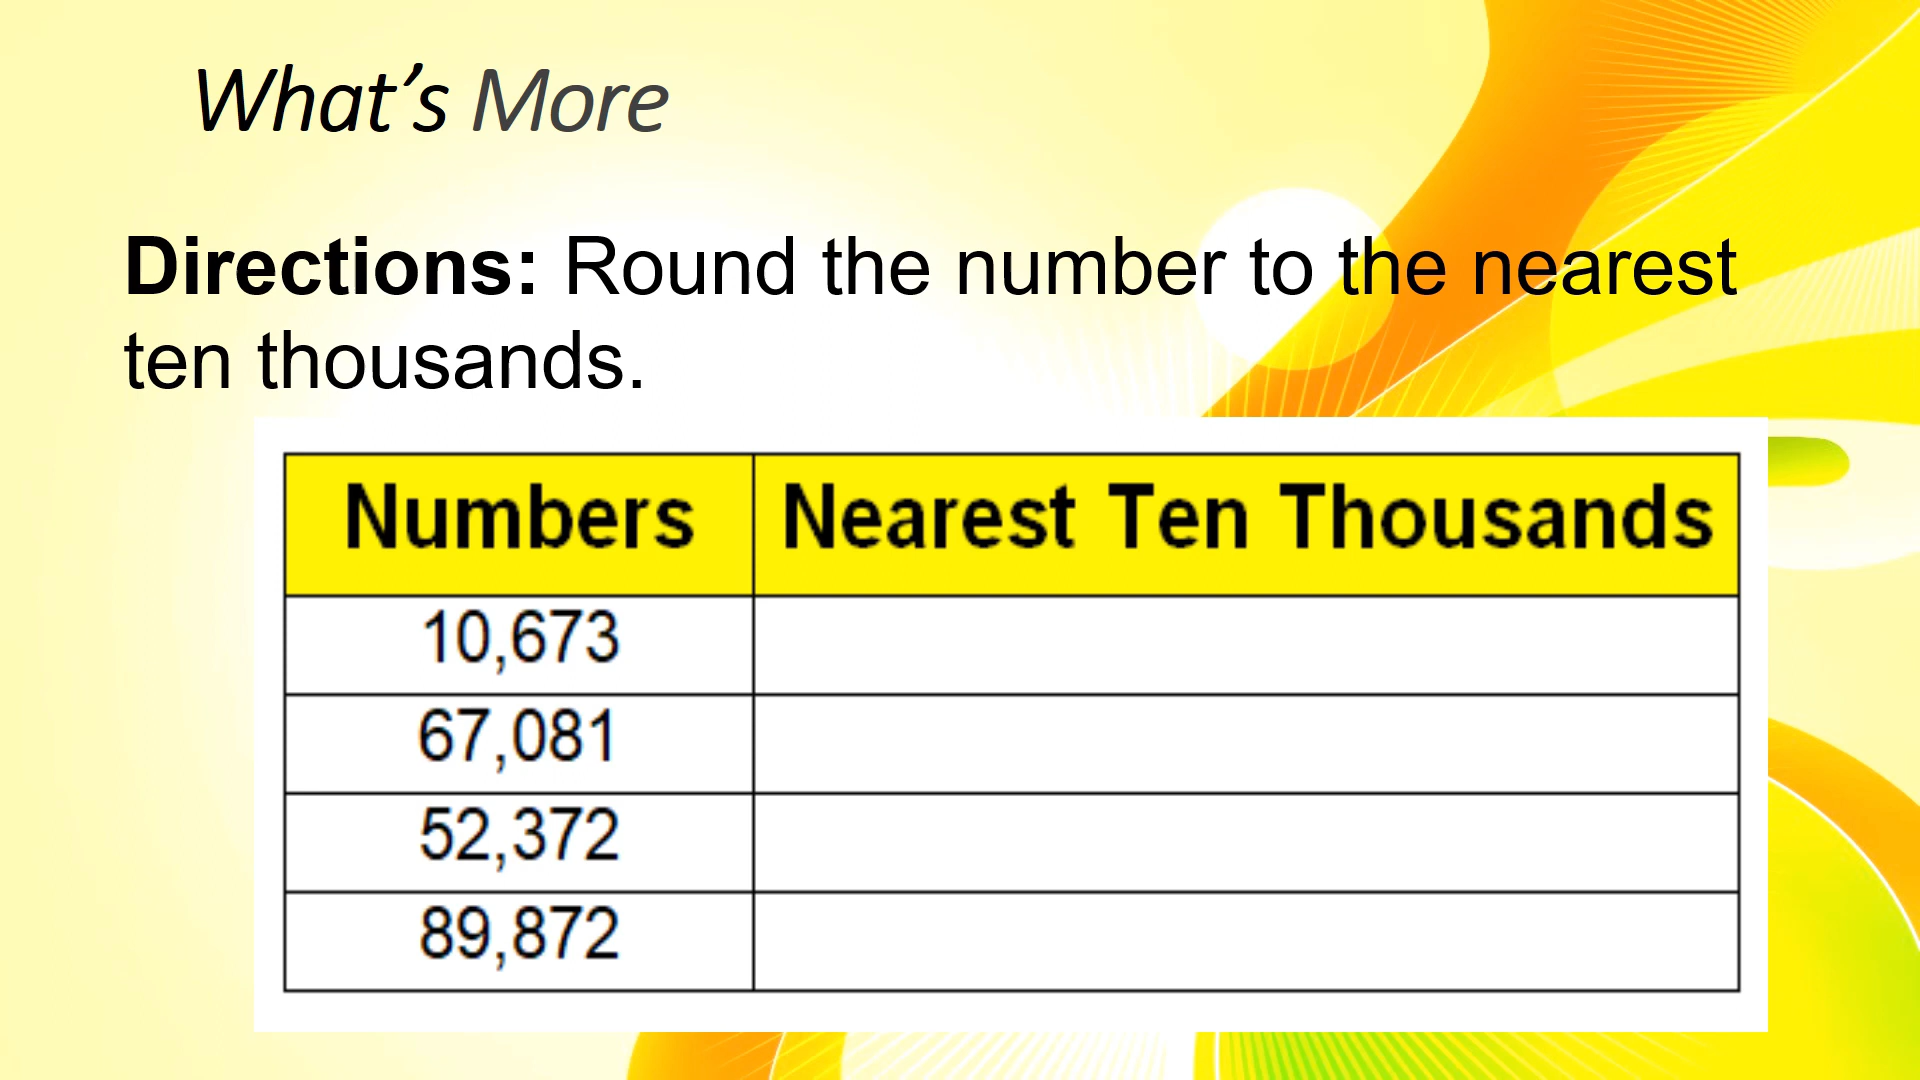 What’s More
Directions: Round the number to the nearest
ten thousands.
Numbers Nearest Ten Thousands
10,673
67,081
52,372
89,872